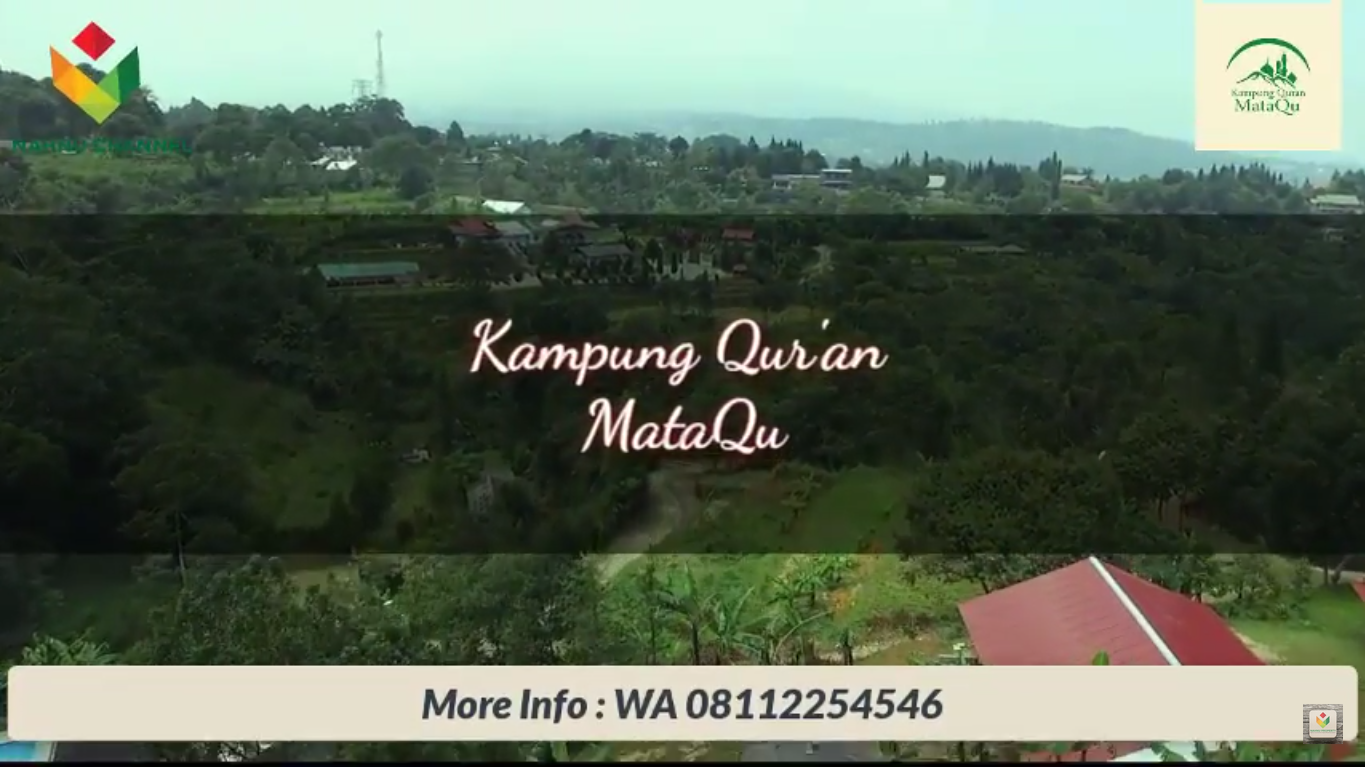 Kampung Quran
MataQu
Kampung Qur'an
MataQu
More Info : WA 08112254546